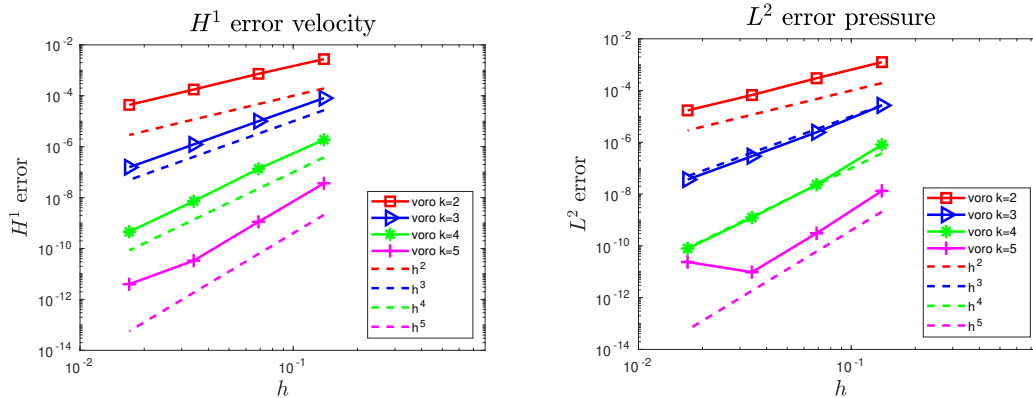 H¹ error velocity
10⁻²
10⁻⁴
10⁻⁶
10⁻⁸
10⁻¹⁰
10⁻¹²
10⁻¹⁴
H¹ error
10⁻²
10⁻¹
h
voro k=2
voro k=3
voro k=4
voro k=5
h²
h³
h⁴
h⁵
L² error pressure
10⁻²
10⁻⁴
10⁻⁶
10⁻⁸
10⁻¹⁰
10⁻¹²
10⁻¹⁴
L² error
10⁻²
10⁻¹
h
voro k=2
voro k=3
voro k=4
voro k=5
h²
h³
h⁴
h⁵